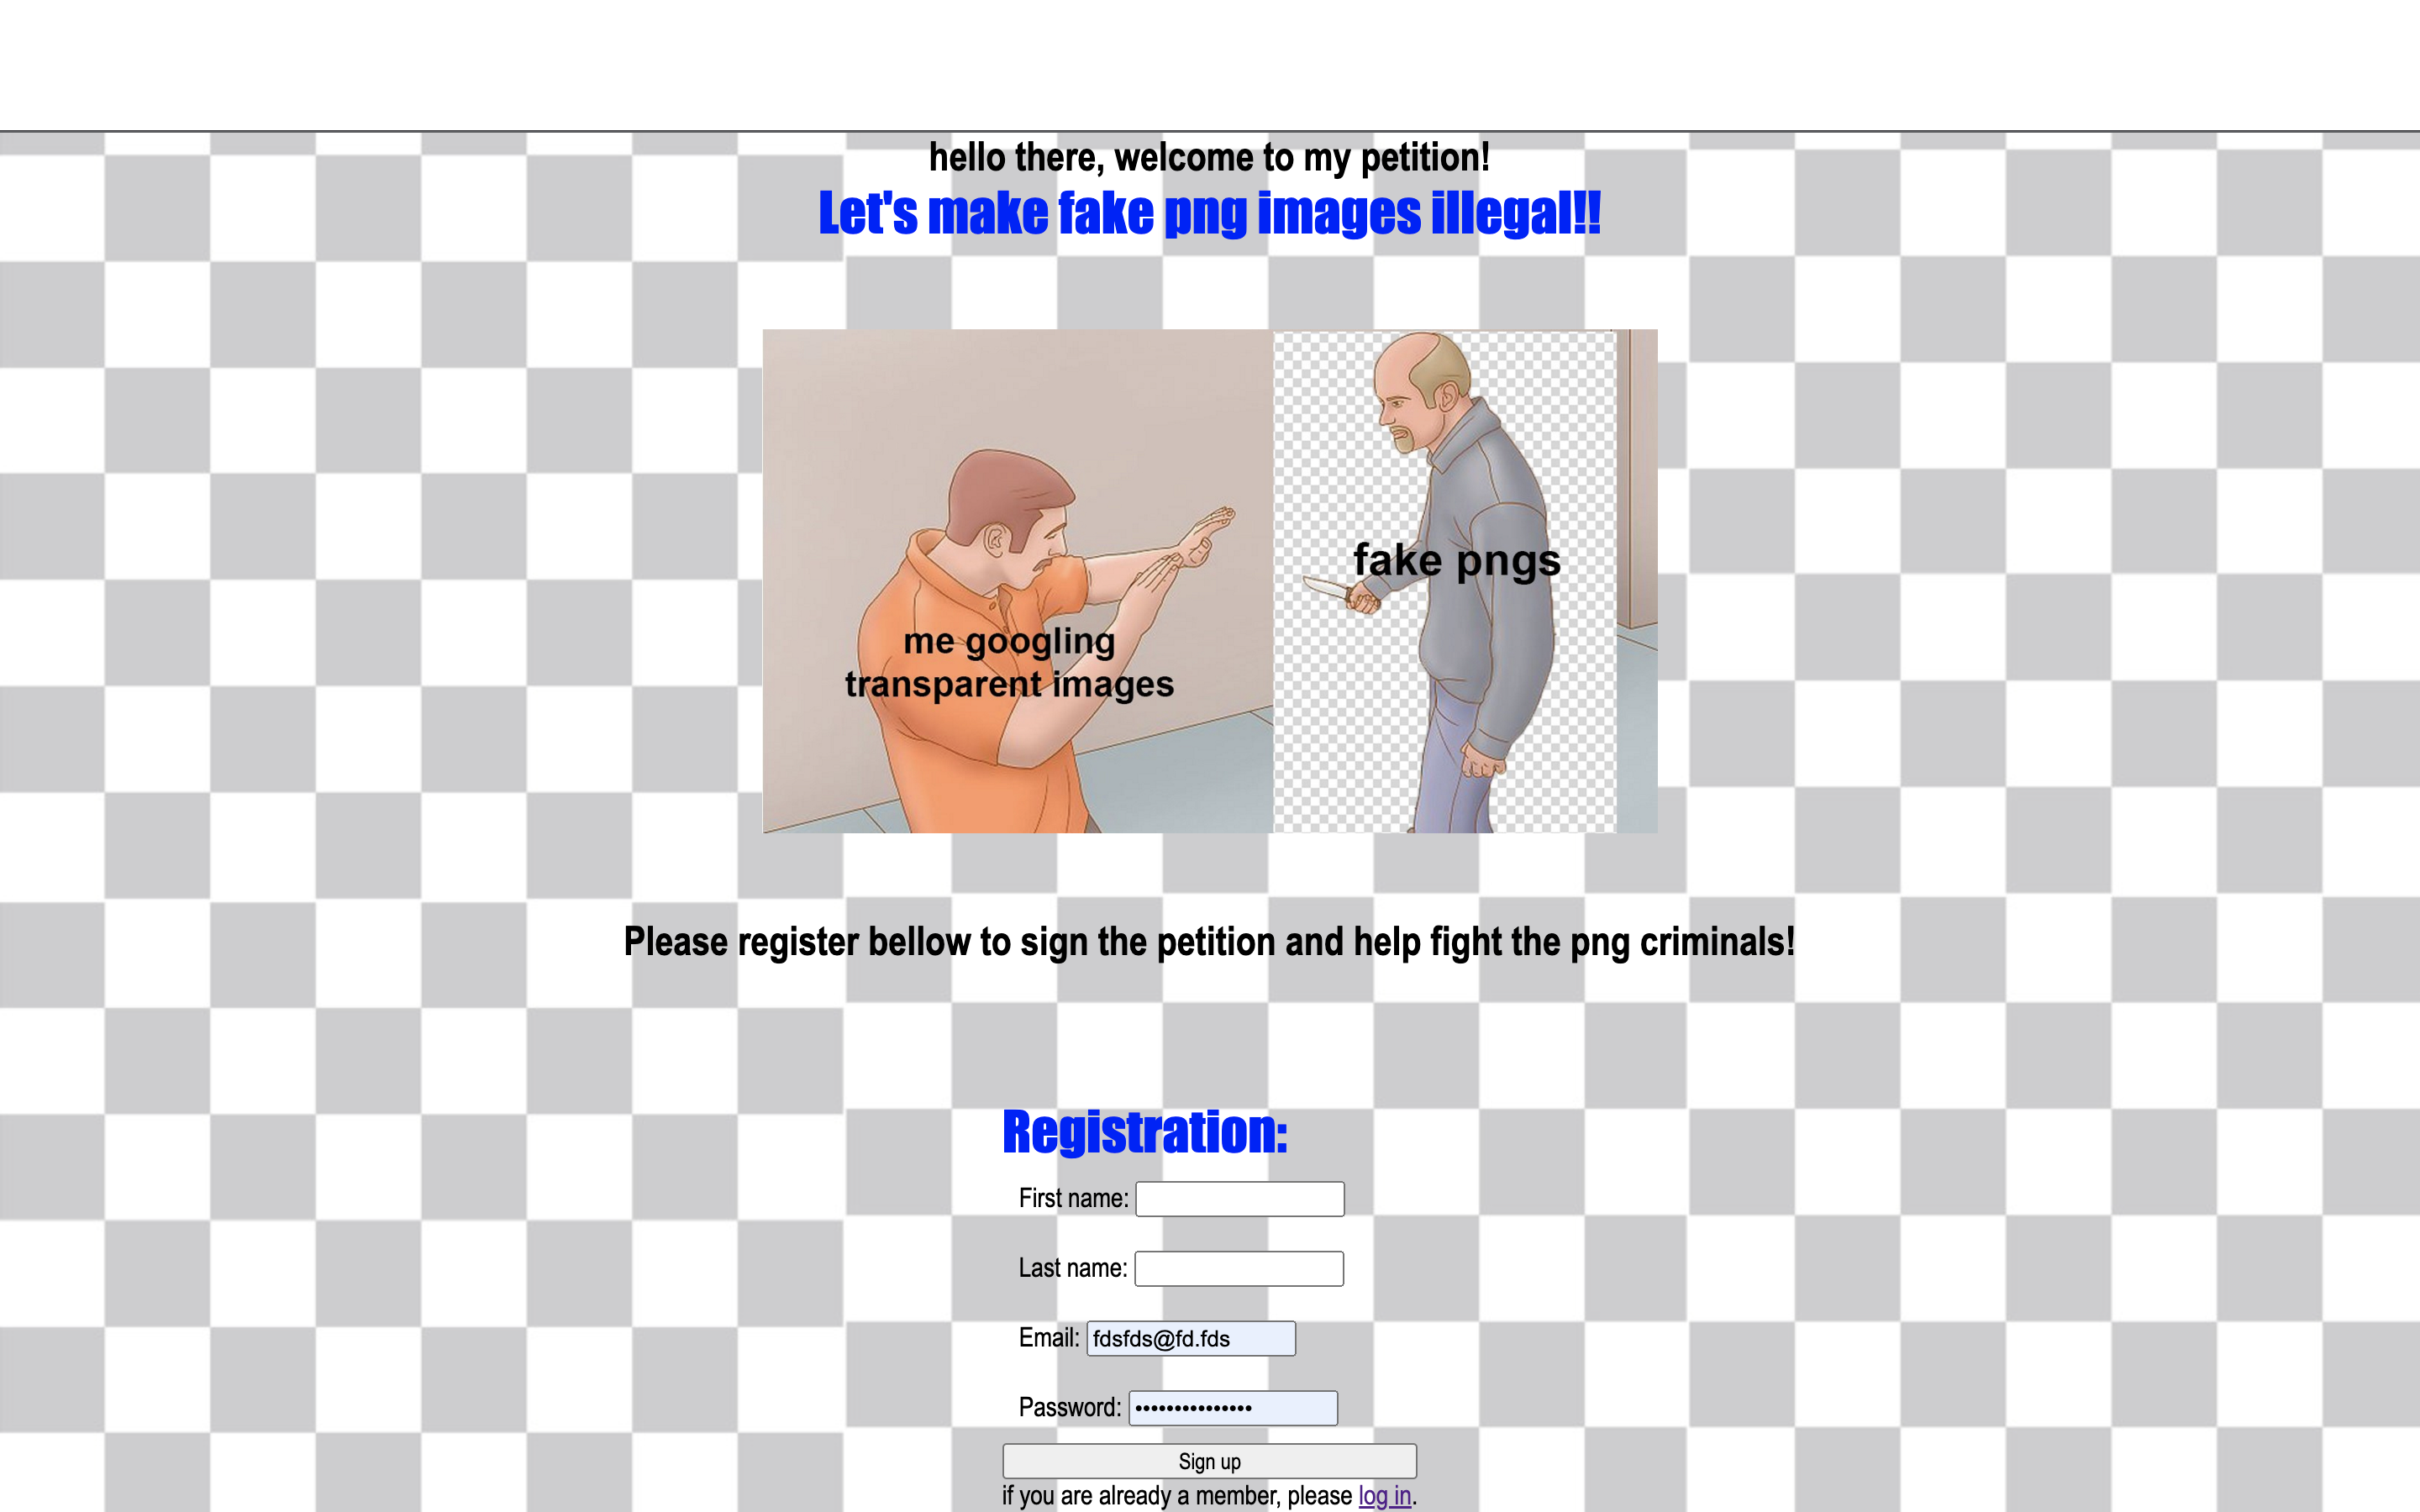 hello there, welcome to my petition!
Let's make fake png images illegal!!
fake pngs
me googling
transparent images
Please register bellow to sign the petition and help fight the png criminals!
Registration:
First name:
Last name:
Email: fdsfds@fd.fds
Password: •••••••••••••••
Sign up
if you are already a member, please log in.